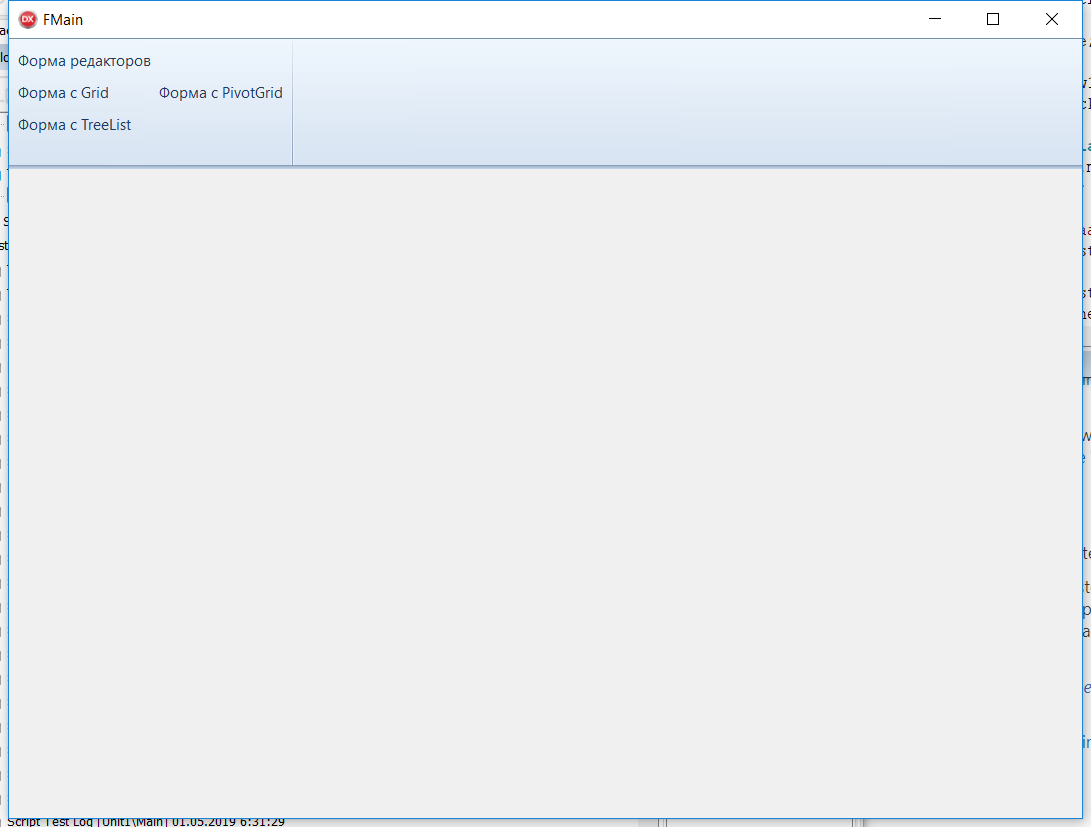 DX FMain
Форма редакторов
Форма с Grid Форма с PivotGrid
Форма с TreeList
Script Test Log [Unit1\Main] 01.05.2019 6:31:29